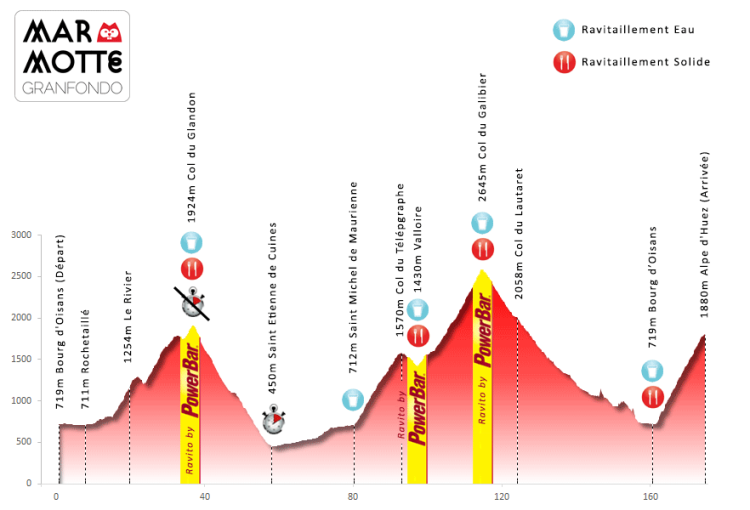 MAR
MOTTE
GRANFONDO
Ravitaillement Eau
Ravitaillement Solide
719m Bourg d'Oisans (Départ)
711m Rochetaillé
1254m Le Rivier
1924m Col du Glandon
450m Saint Etienne de Cuines
712m Saint Michel de Maurienne
1570m Col du Télépgraphe
1430m Valloire
2645m Col du Galibier
2058m Col du Lautaret
719m Bourg d'Oisans
1880m Alpe d'Huez (Arrivée)
3000
2500
2000
1500
1000
500
0
Ravito by PowerBar
Ravito by PowerBar
Ravito by PowerBar
0 40 80 120 160